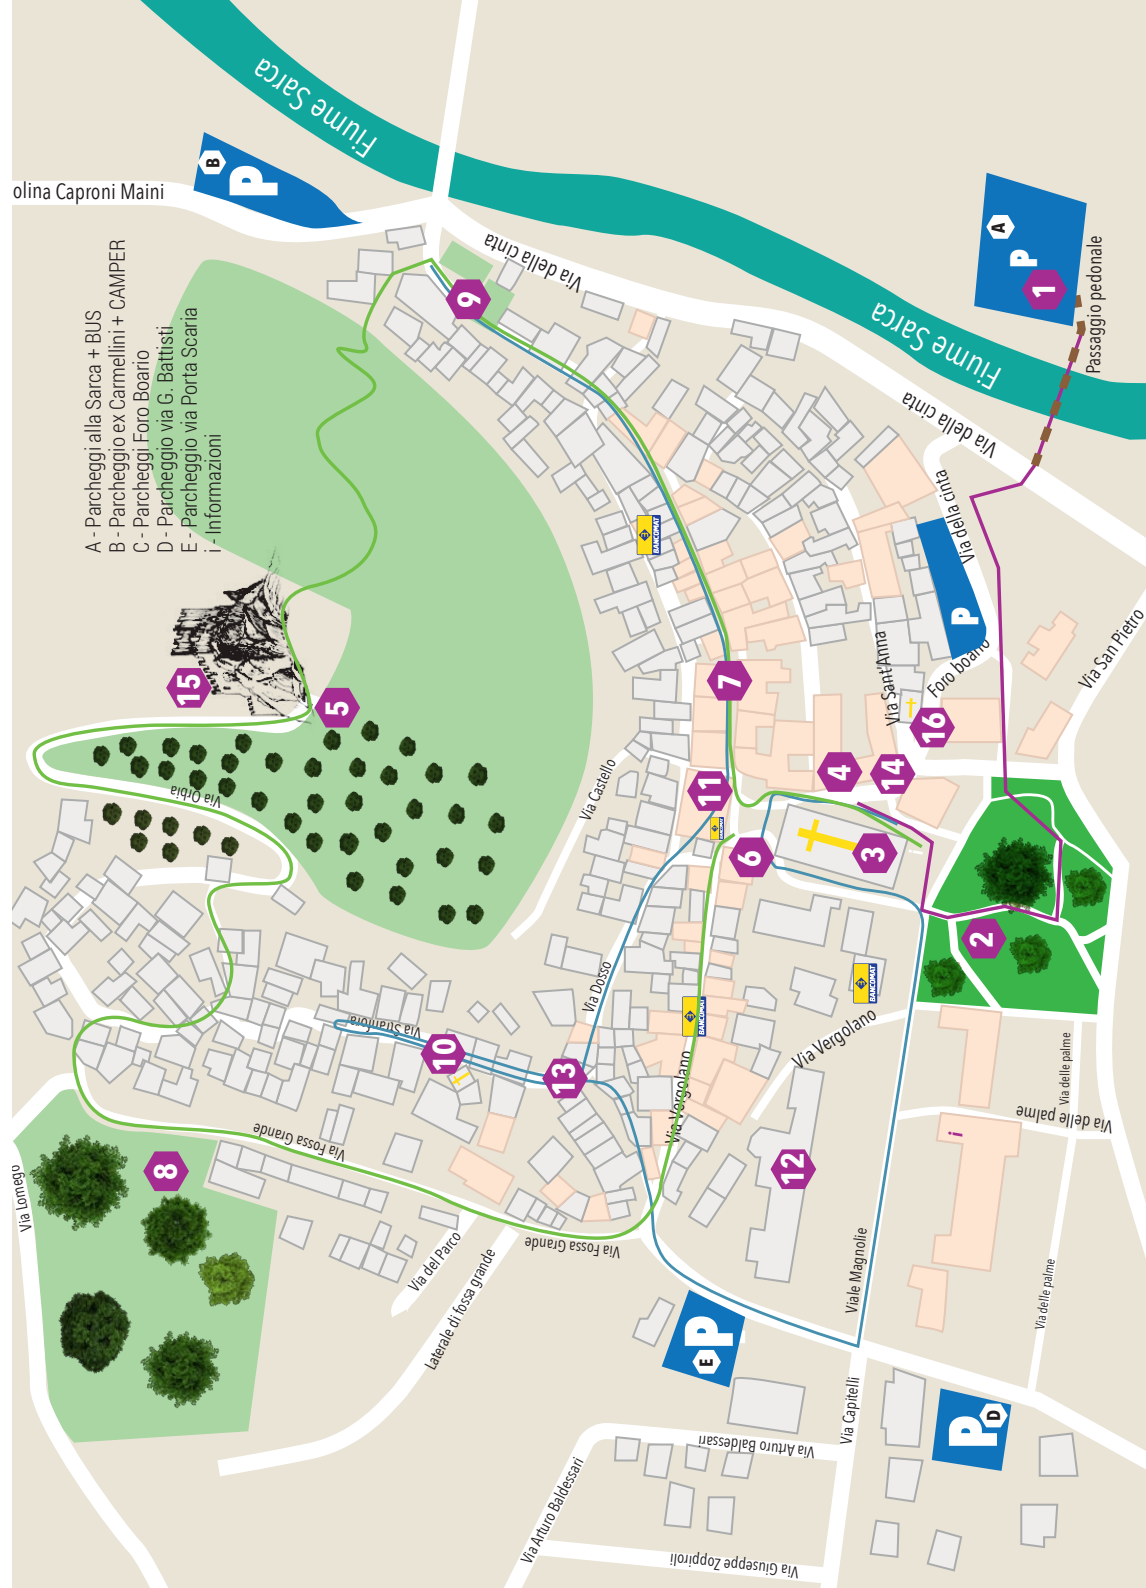 olina Caproni Maini
B
P
Fiume Sarca
A - Parcheggi alla Sarca + BUS
B - Parcheggio ex Carmellini + CAMPER
C - Parcheggi Foro Boario
D - Parcheggio via G. Battisti
E - Parcheggio via Porta Scaria
i - Informazioni
Via della cinta
9
A
P
1
Passaggio pedonale
Fiume Sarca
Via della cinta
Via della cinta
BANCOMAT
P
Foro boario
Via San Pietro
Via Sant'Anna
15
5
7
16
4
14
11
Via Castello
Via Orbia
BANCOMAT
6
3
2
BANCOMAT
BANCOMAT
Via Dosso
Via Stranfora
10
13
Via Vergolano
Via Vergolano
Via delle palme
Via delle palme
i
12
8
Via Lomego
Via Fossa Grande
Via Fossa Grande
Via del Parco
Laterale di fossa grande
Viale Magnolie
Via delle palme
E
P
P
D
Via Capitelli
Via Arturo Baldessari
Via Arturo Baldessari
Via Giuseppe Zoppiroli